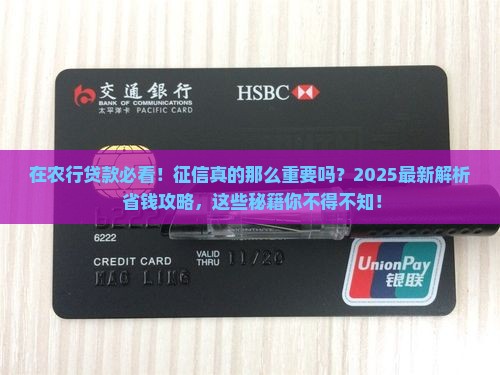 交通銀行 HSBC
BANK OF COMMUNICATIONS
太平洋卡 PACIFIC CARD
在农行贷款必看！征信真的那么重要吗？2025最新解析
省钱攻略，这些秘籍你不得不知！
6222
CREDIT CARD VALID THRU 11/20
MAO LING
UnionPay
银联